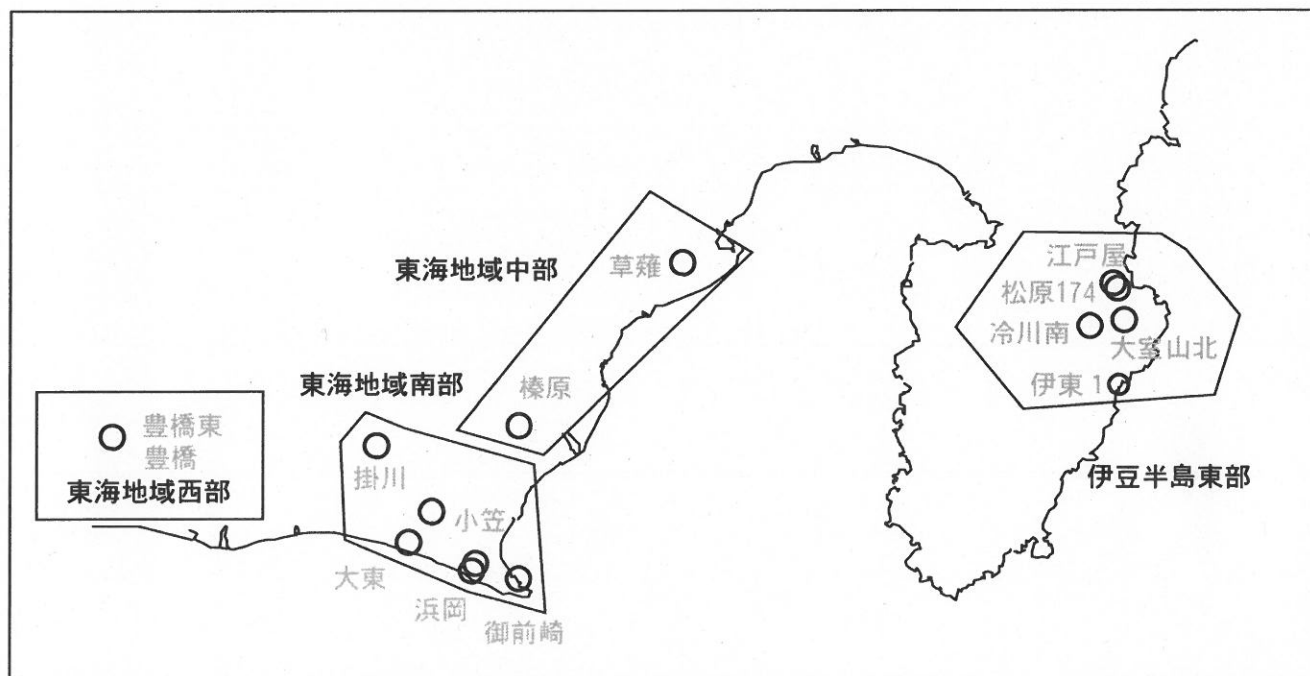 江戸屋
草薙
東海地域中部
松原174
冷川南
大室山北
東海地域南部
榛原
伊東1
豊橋東
豊橋
掛川
伊豆半島東部
東海地域西部
小笠
大東
浜岡
御前崎